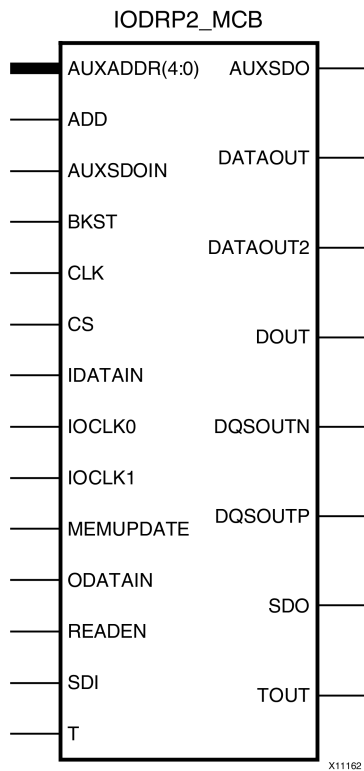 IODRP2_MCB
AUXADDR(4:0)
ADD
AUXSDOIN
BKST
CLK
CS
IDATAIN
IOCLK0
IOCLK1
MEMUPDATE
ODATAIN
READEN
SDI
T
AUXSDO
DATAOUT
DATAOUT2
DOUT
DQSOUTN
DQSOUTP
SDO
TOUT
X11162